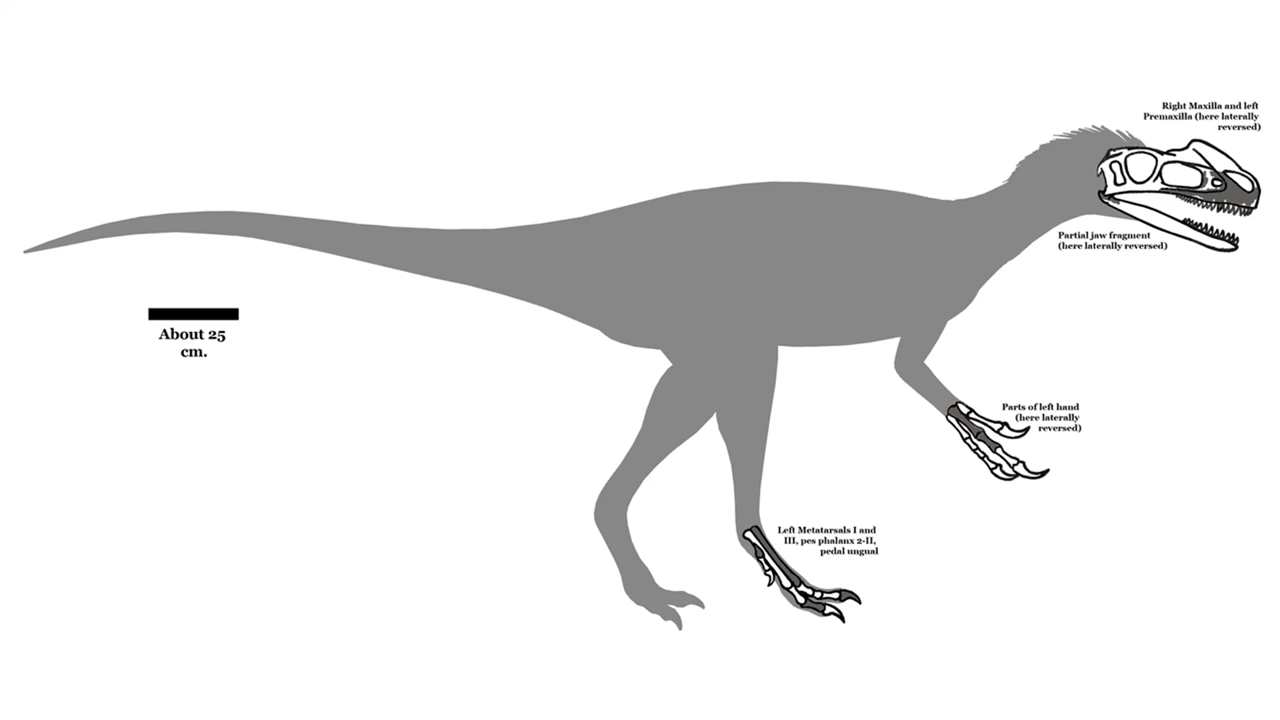 Right Maxilla and left
Premaxilla (here laterally
reversed)
Partial jaw fragment
(here laterally reversed)
About 25
cm.
Parts of left hand
(here laterally
reversed)
Left Metatarsals I and
III, pes phalanx 2-II,
pedal ungual